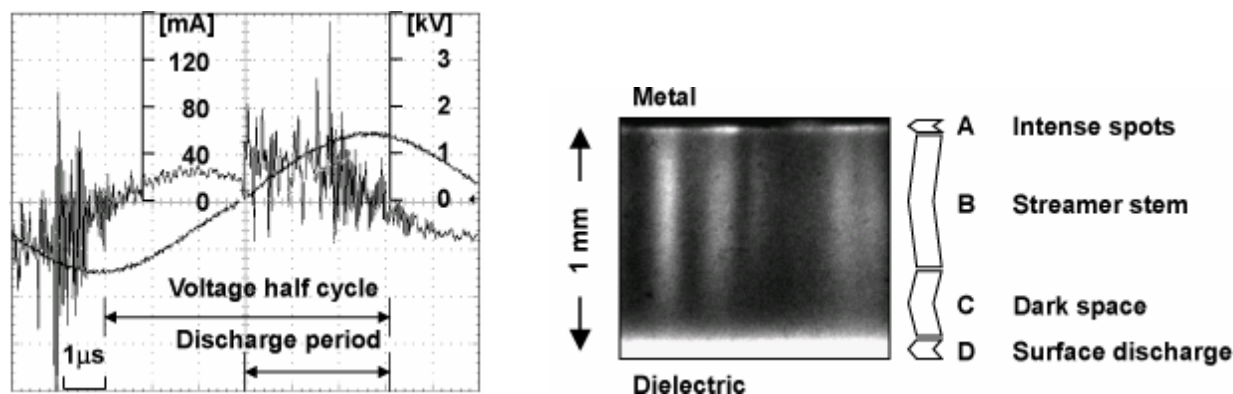 [mA] [kV]
120 3
80 2
40 1
0 0
Voltage half cycle
Discharge period
1μs
Metal
1 mm
A Intense spots
B Streamer stem
C Dark space
D Surface discharge
Dielectric